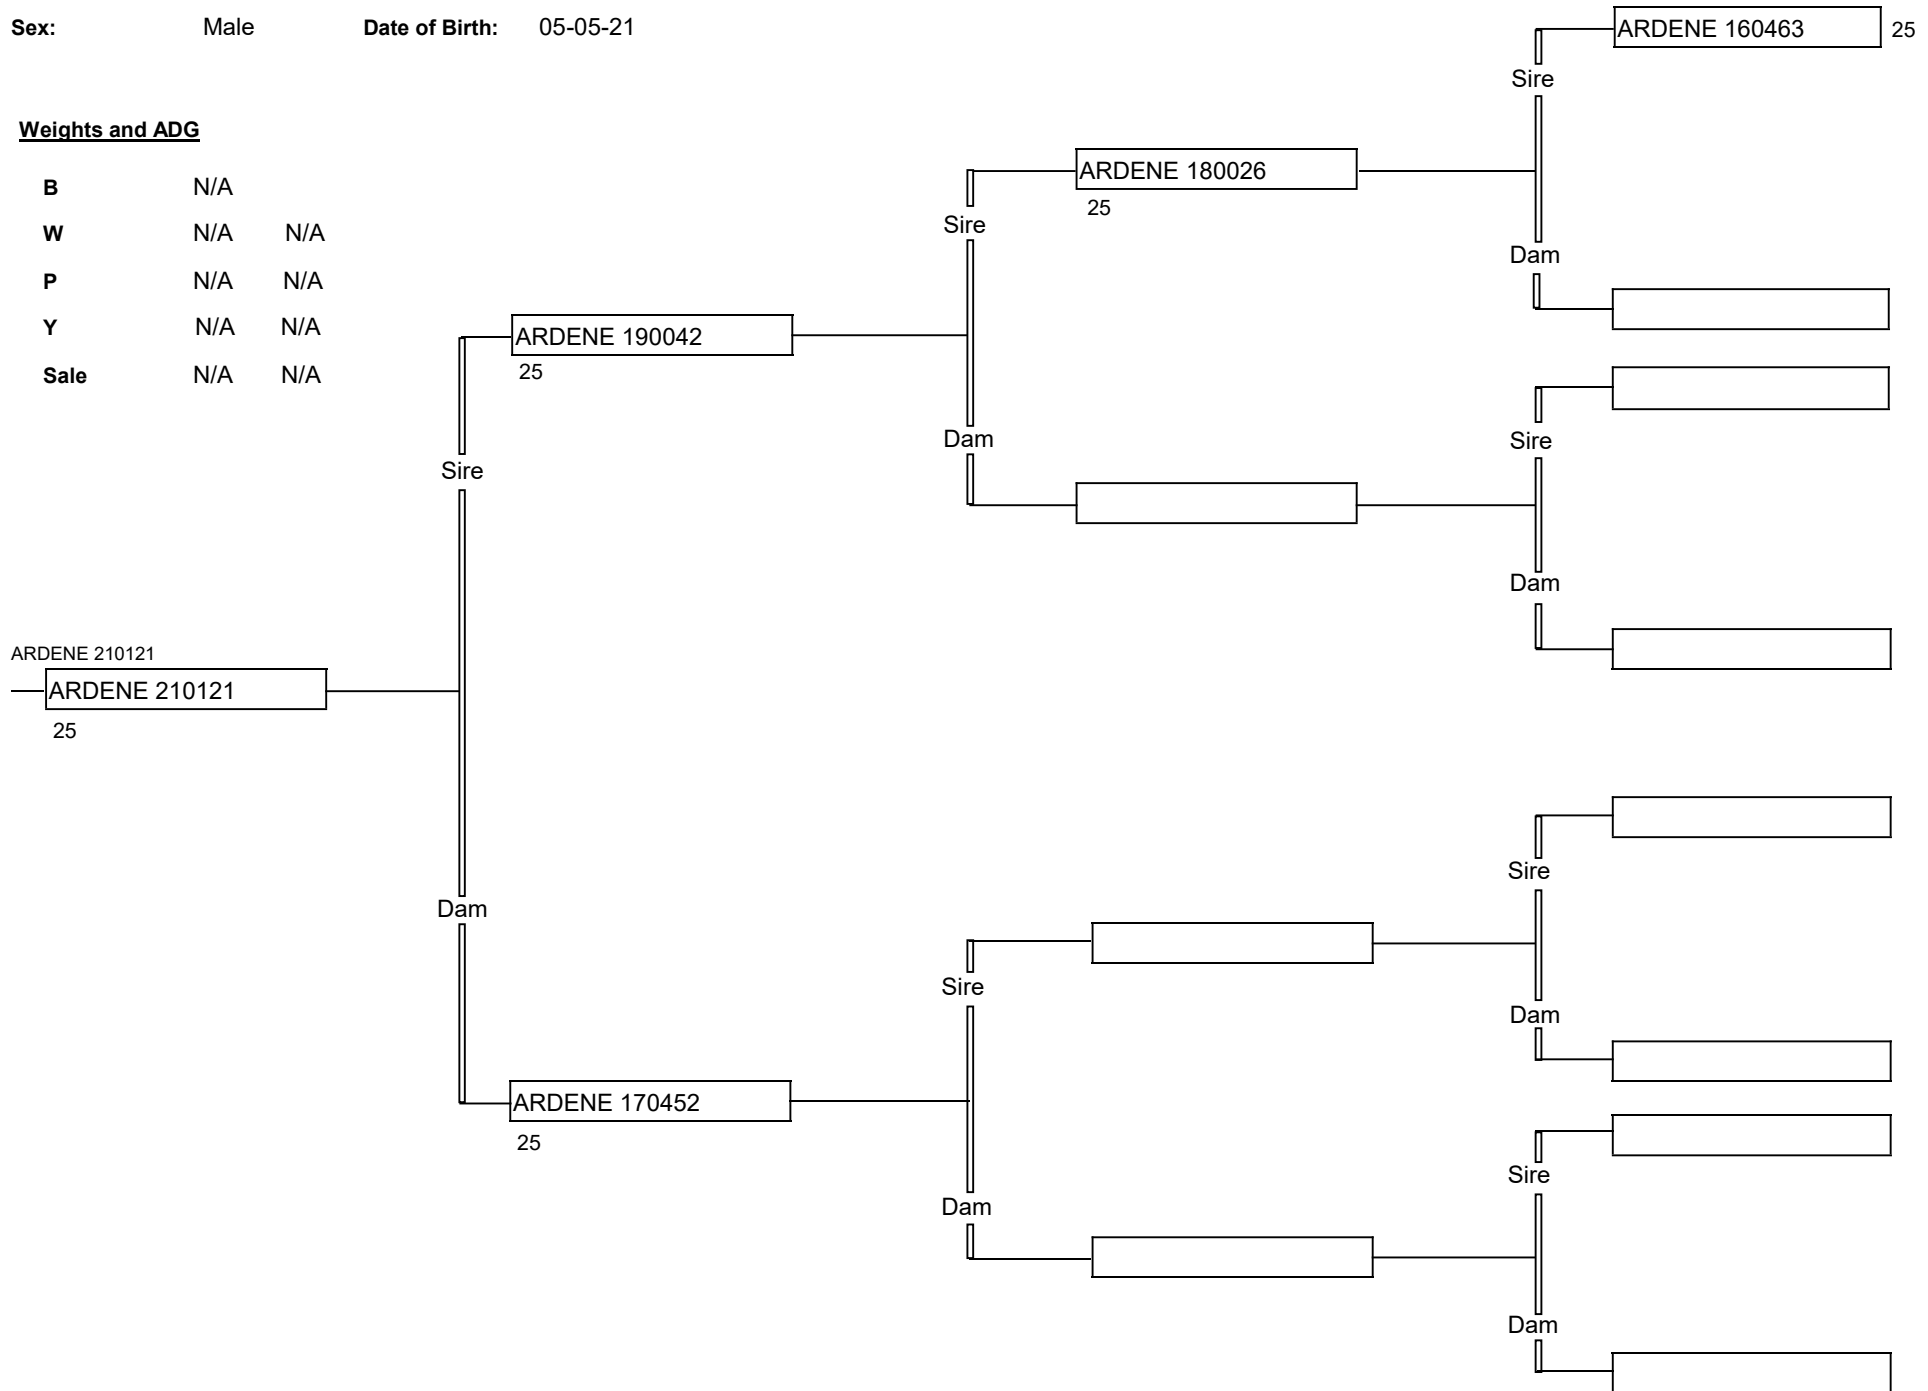 Sex: Male Date of Birth: 05-05-21
Weights and ADG
B N/A
W N/A N/A
P N/A N/A
Y N/A N/A
Sale N/A N/A
ARDENE 210121
ARDENE 210121
25
Sire
Dam
ARDENE 190042
25
ARDENE 170452
25
Sire
Dam
Sire
Dam
ARDENE 180026
25
Sire
Dam
Sire
Dam
Sire
Dam
Sire
Dam
ARDENE 160463 25